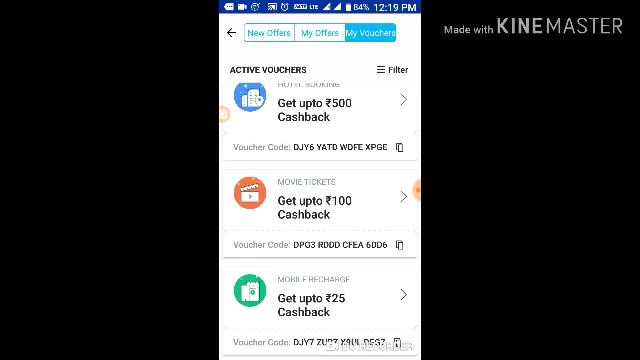 84% 12:19 PM
Made with KINEMASTER
New Offers My Offers My Vouchers
ACTIVE VOUCHERS Filter
HOTEL BOOKING
Get upto ₹500
Cashback
Voucher Code: DJY6 YATD WDFE XPGE
MOVIE TICKETS
Get upto ₹100
Cashback
Voucher Code: DPG3 RDDD CFEA 6DD6
MOBILE RECHARGE
Get upto ₹25
Cashback
Voucher Code: DJY7